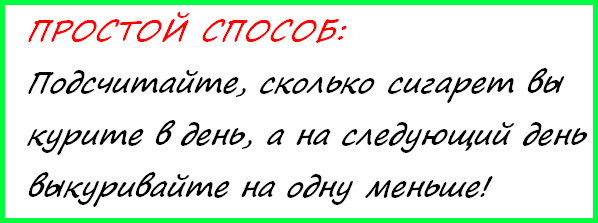 ПРОСТОЙ СПОСОБ:
Подсчитайте, сколько сигарет вы
курите в день, а на следующий день
выкуривайте на одну меньше!